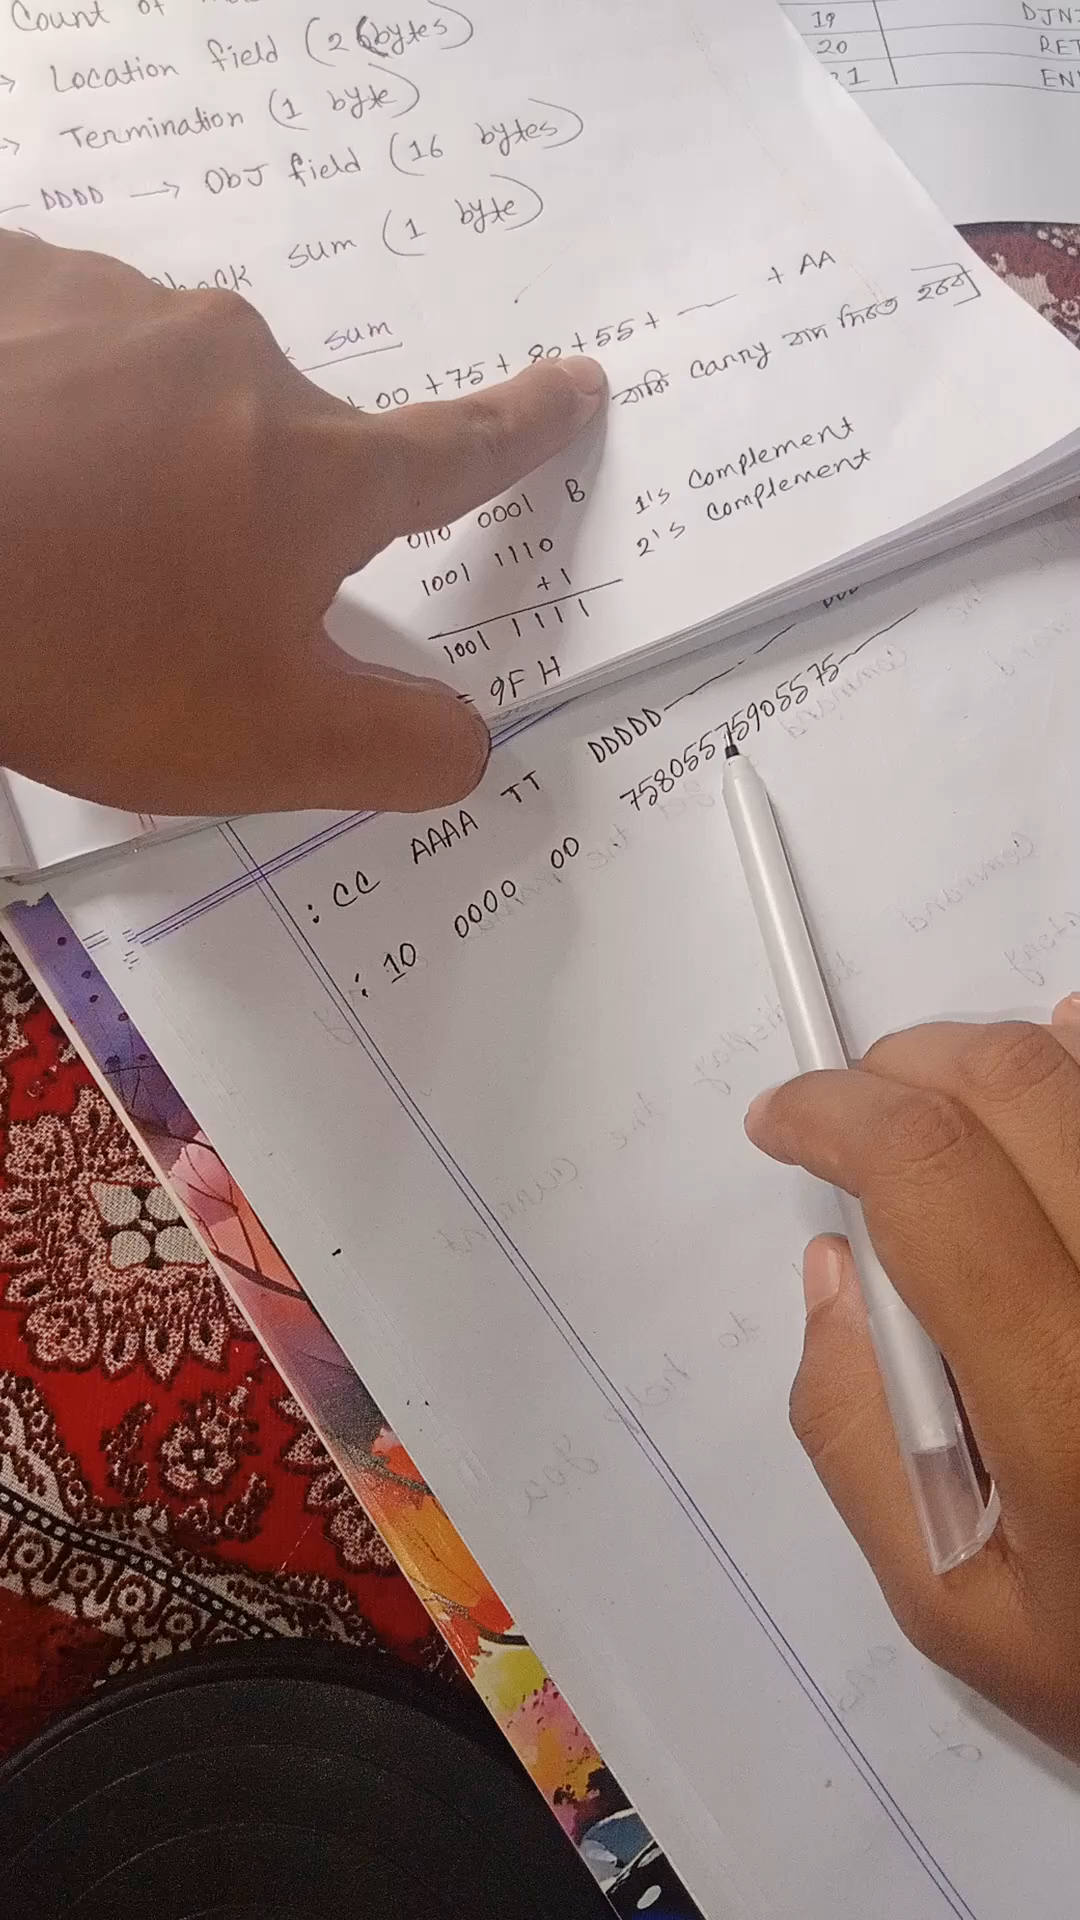 Count of
→ Location field (2 bytes)
→ Termination (1 byte)
DDDD → Obj field (16 bytes)
sum (1 byte)
sum
+ 00 + 75 + 80 + 55 + — + AA
বাকি carry বাদ দিতে হবে
0110 0001 B
1001 1110 1's complement
+1 2's complement
1001 1111
= 9F H
: CC AAAA TT DDDDD
: 10 0000 00 75805575905575
19
20 RET
21